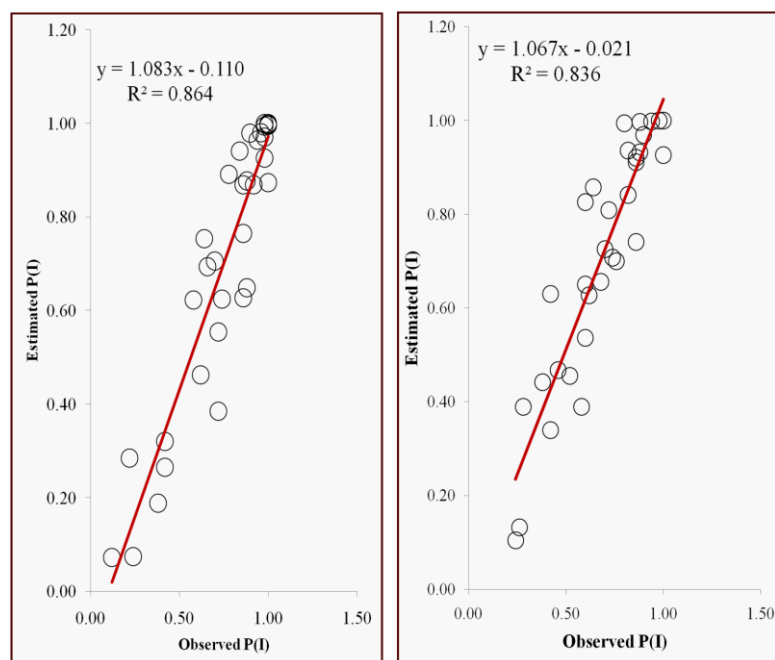 1.20
y = 1.083x - 0.110
R² = 0.864
1.00
0.80
0.60
0.40
0.20
0.00
Estimated P(I)
0.00 0.50 1.00 1.50
Observed P(I)
1.20
y = 1.067x - 0.021
R² = 0.836
1.00
0.80
0.60
0.40
0.20
0.00
Estimated P(I)
0.00 0.50 1.00 1.50
Observed P(I)